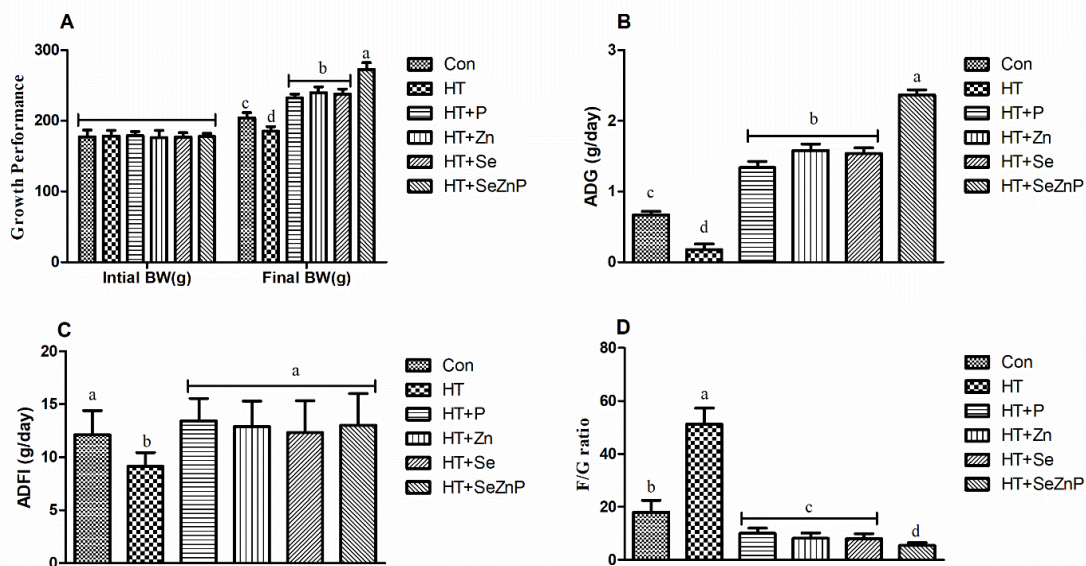 A
Growth Performance
300
200
100
0
c
d
b
a
Intial BW(g)
Final BW(g)
Con
HT
HT+P
HT+Zn
HT+Se
HT+SeZnP
B
ADG (g/day)
3
2
1
0
c
d
b
a
Con
HT
HT+P
HT+Zn
HT+Se
HT+SeZnP
C
ADFI (g/day)
20
15
10
5
0
a
b
a
Con
HT
HT+P
HT+Zn
HT+Se
HT+SeZnP
D
F/G ratio
80
60
40
20
0
b
a
c
d
Con
HT
HT+P
HT+Zn
HT+Se
HT+SeZnP